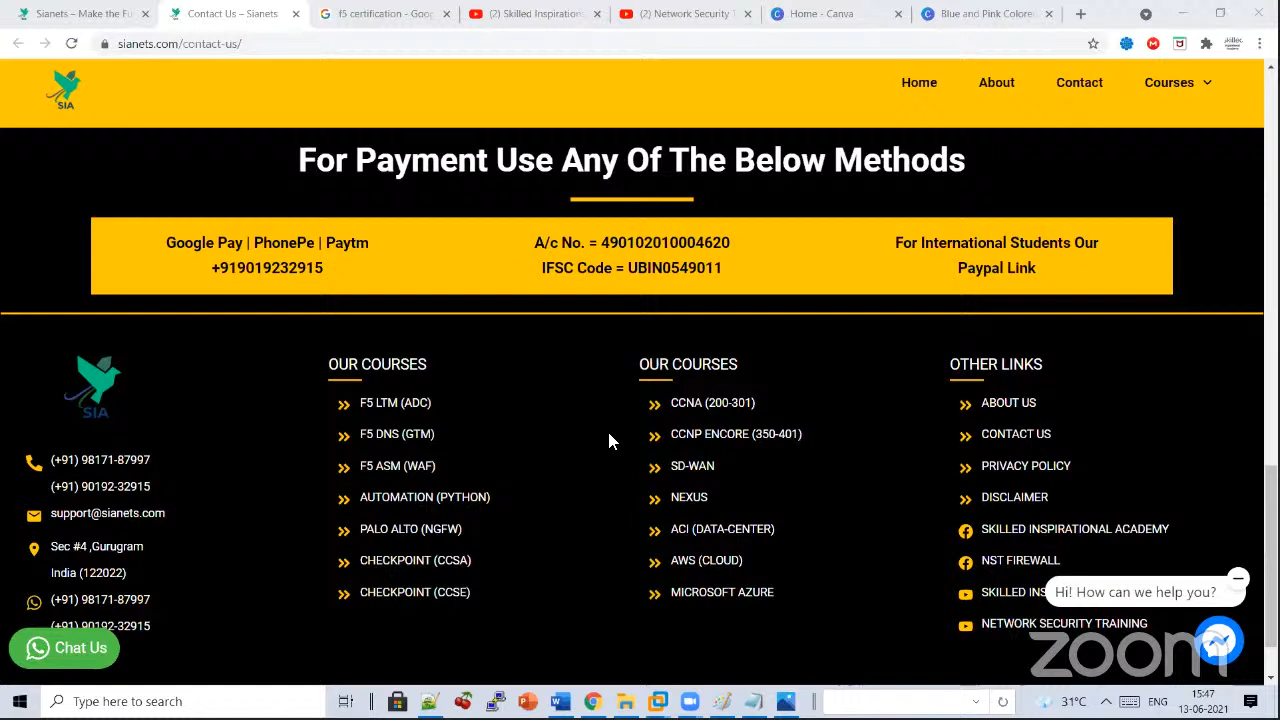 Sianets – Make the Fu
Contact Us – Sianets
f5 certification - Goog
(2) Skilled Inspiration
(2) Network Security T
Home - Canva
Blue and Pink Colore
sianets.com/contact-us/
SIA
Home
About
Contact
Courses
For Payment Use Any Of The Below Methods
Google Pay | PhonePe | Paytm
+919019232915
A/c No. = 490102010004620
IFSC Code = UBIN0549011
For International Students Our
Paypal Link
SIA
(+91) 98171-87997
(+91) 90192-32915
support@sianets.com
Sec #4 ,Gurugram
India (122022)
(+91) 98171-87997
(+91) 90192-32915
Chat Us
OUR COURSES
F5 LTM (ADC)
F5 DNS (GTM)
F5 ASM (WAF)
AUTOMATION (PYTHON)
PALO ALTO (NGFW)
CHECKPOINT (CCSA)
CHECKPOINT (CCSE)
OUR COURSES
CCNA (200-301)
CCNP ENCORE (350-401)
SD-WAN
NEXUS
ACI (DATA-CENTER)
AWS (CLOUD)
MICROSOFT AZURE
OTHER LINKS
ABOUT US
CONTACT US
PRIVACY POLICY
DISCLAIMER
SKILLED INSPIRATIONAL ACADEMY
NST FIREWALL
SKILLED INS
Hi! How can we help you?
NETWORK SECURITY TRAINING
zoom
Type here to search
31°C
ENG
15:47
13-06-2021